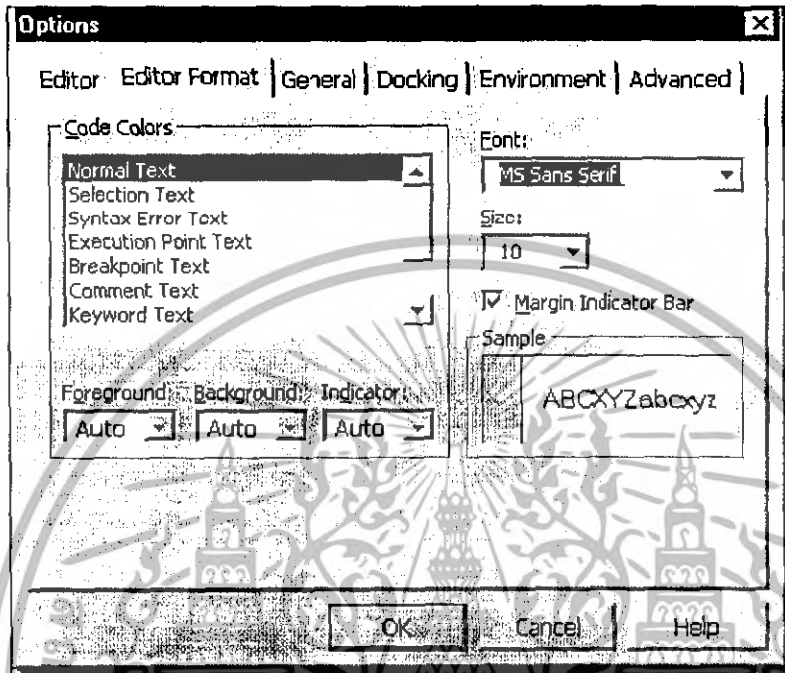 Options
Editor Editor Format General Docking Environment Advanced
Code Colors
Normal Text
Selection Text
Syntax Error Text
Execution Point Text
Breakpoint Text
Comment Text
Keyword Text
Foreground: Background: Indicator:
Auto Auto Auto
Font:
MS Sans Serif
Size:
10
Margin Indicator Bar
Sample
ABCXYZabcxyz
OK Cancel Help